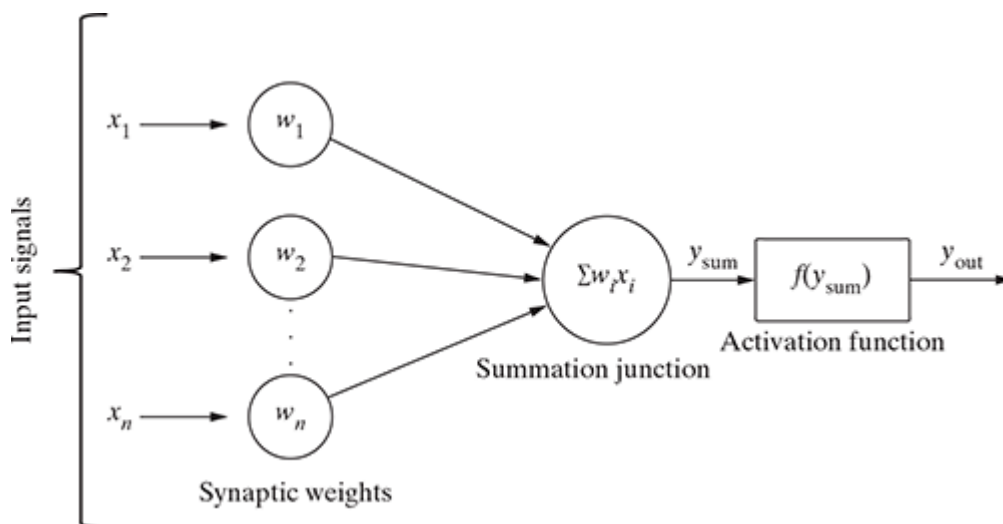 Input signals
x1
w1
x2
w2
xn
wn
Synaptic weights
Σwixi
Summation junction
ysum
f(ysum)
Activation function
yout